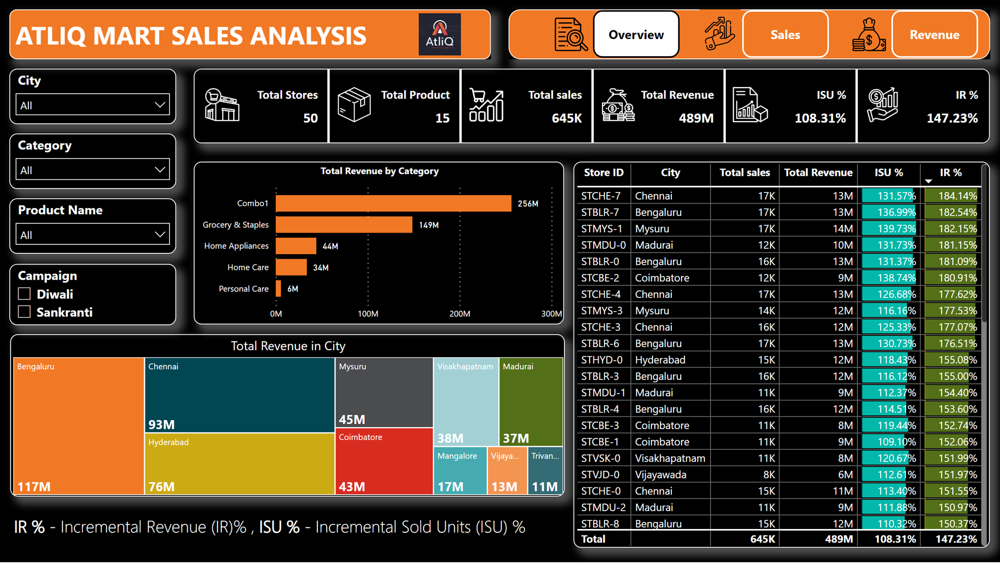 ATLIQ MART SALES ANALYSIS
AtliQ
Overview
Sales
Revenue
City
All
Category
All
Product Name
All
Campaign
Diwali
Sankranti
Total Stores
50
Total Product
15
Total sales
645K
Total Revenue
489M
ISU %
108.31%
IR %
147.23%
Total Revenue by Category
Combo1 256M
Grocery & Staples 149M
Home Appliances 44M
Home Care 34M
Personal Care 6M
0M 100M 200M 300M
Total Revenue in City
Bengaluru
117M
Chennai
93M
Hyderabad
76M
Mysuru
45M
Coimbatore
43M
Visakhapatnam
38M
Madurai
37M
Mangalore
17M
Vijaya...
13M
Trivan...
11M
IR % - Incremental Revenue (IR)% , ISU % - Incremental Sold Units (ISU) %
Store ID City Total sales Total Revenue ISU % IR %
STCHE-7 Chennai 17K 13M 131.57% 184.14%
STBLR-7 Bengaluru 17K 13M 136.99% 182.54%
STMYS-1 Mysuru 17K 14M 139.73% 182.15%
STMDU-0 Madurai 12K 10M 131.73% 181.15%
STBLR-0 Bengaluru 16K 13M 131.37% 181.09%
STCBE-2 Coimbatore 12K 9M 138.74% 180.91%
STCHE-4 Chennai 17K 13M 126.68% 177.62%
STMYS-3 Mysuru 14K 12M 116.16% 177.53%
STCHE-3 Chennai 16K 12M 125.33% 177.07%
STBLR-6 Bengaluru 17K 13M 130.73% 176.51%
STHYD-0 Hyderabad 15K 12M 118.43% 155.08%
STBLR-3 Bengaluru 16K 12M 116.12% 155.00%
STMDU-1 Madurai 11K 9M 112.37% 154.40%
STBLR-4 Bengaluru 16K 12M 114.51% 153.60%
STCBE-3 Coimbatore 11K 8M 119.44% 152.74%
STCBE-1 Coimbatore 11K 9M 109.10% 152.06%
STVSK-0 Visakhapatnam 11K 8M 120.67% 151.99%
STVJD-0 Vijayawada 8K 6M 112.61% 151.97%
STCHE-0 Chennai 15K 11M 113.40% 151.55%
STMDU-2 Madurai 11K 9M 111.88% 150.97%
STBLR-8 Bengaluru 15K 12M 110.32% 150.37%
Total 645K 489M 108.31% 147.23%